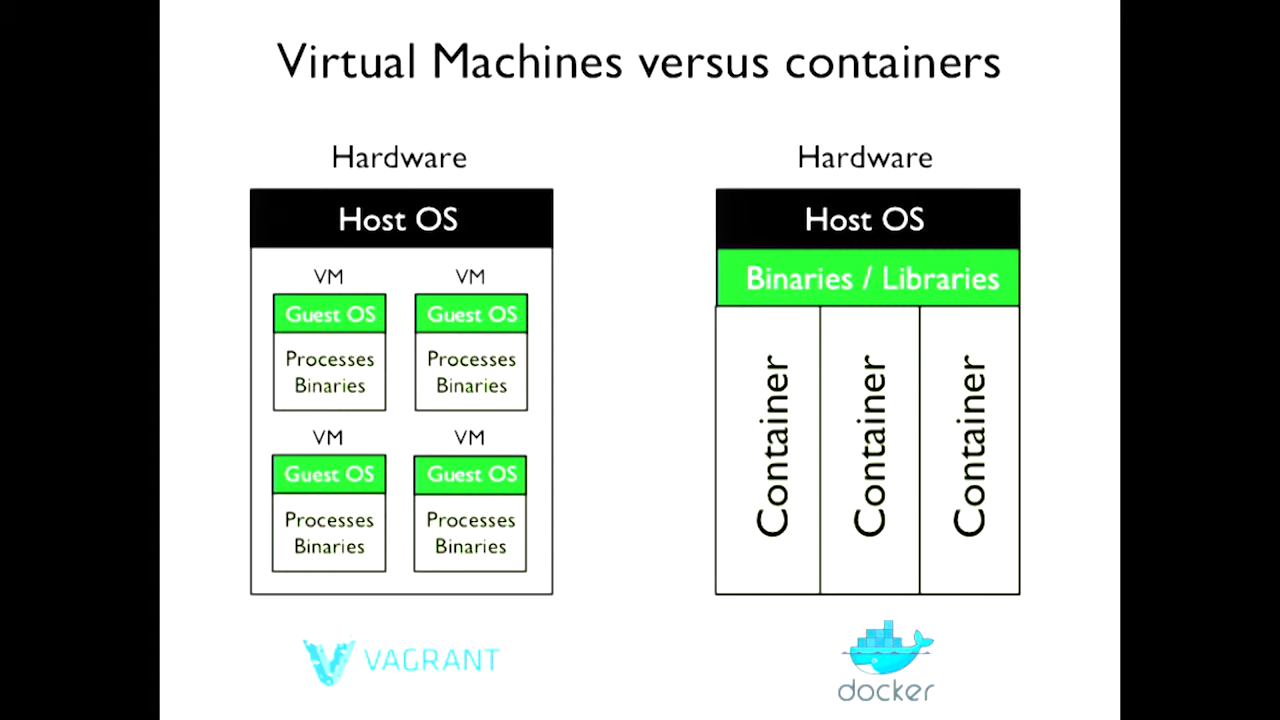 Virtual Machines versus containers
Hardware
Host OS
VM
VM
Guest OS
Guest OS
Processes
Binaries
Processes
Binaries
VM
VM
Guest OS
Guest OS
Processes
Binaries
Processes
Binaries
VAGRANT
Hardware
Host OS
Binaries / Libraries
Container
Container
Container
docker